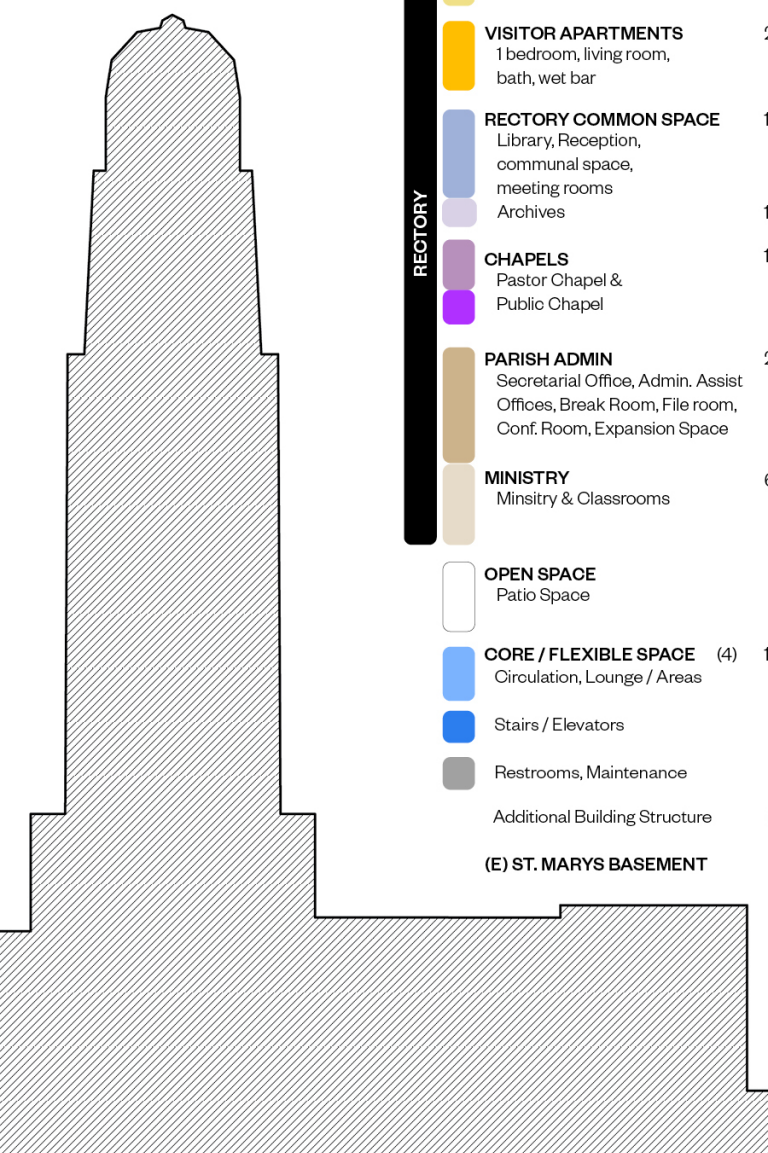 RECTORY
VISITOR APARTMENTS
1 bedroom, living room,
bath, wet bar
RECTORY COMMON SPACE
Library, Reception,
communal space,
meeting rooms
Archives
CHAPELS
Pastor Chapel &
Public Chapel
PARISH ADMIN
Secretarial Office, Admin. Assist
Offices, Break Room, File room,
Conf. Room, Expansion Space
MINISTRY
Minsitry & Classrooms
OPEN SPACE
Patio Space
CORE / FLEXIBLE SPACE (4)
Circulation, Lounge / Areas
Stairs / Elevators
Restrooms, Maintenance
Additional Building Structure
(E) ST. MARYS BASEMENT